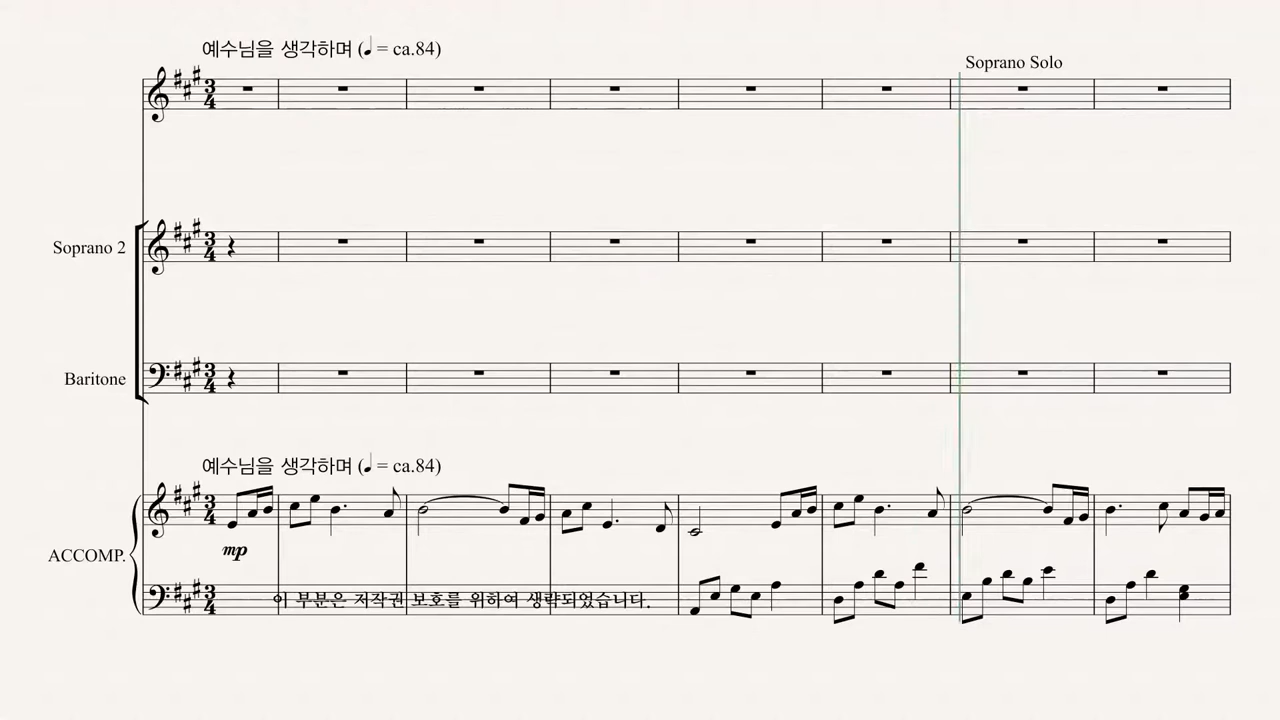 예수님을 생각하며 (♩ = ca.84)
Soprano Solo
Soprano 2
Baritone
예수님을 생각하며 (♩ = ca.84)
ACCOMP.
mp
이 부분은 저작권 보호를 위하여 생략되었습니다.